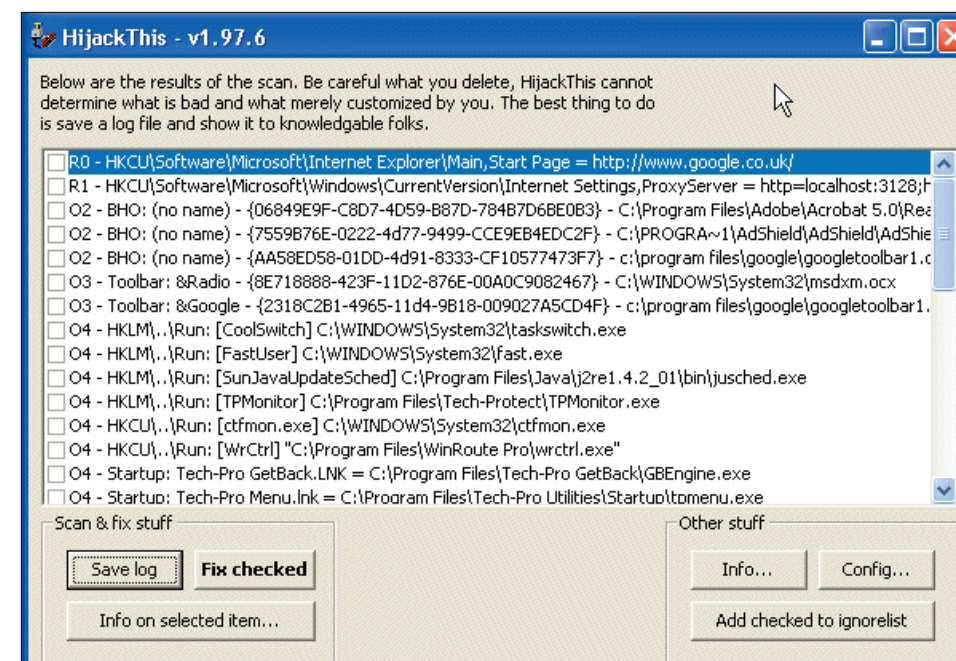 HijackThis - v1.97.6
Below are the results of the scan. Be careful what you delete, HijackThis cannot
determine what is bad and what merely customized by you. The best thing to do
is save a log file and show it to knowledgable folks.
R0 - HKCU\Software\Microsoft\Internet Explorer\Main,Start Page = http://www.google.co.uk/
R1 - HKCU\Software\Microsoft\Windows\CurrentVersion\Internet Settings,ProxyServer = http=localhost:3128;
O2 - BHO: (no name) - {06849E9F-C8D7-4D59-B87D-784B7D6BE0B3} - C:\Program Files\Adobe\Acrobat 5.0\Rea
O2 - BHO: (no name) - {7559B76E-0222-4d77-9499-CCE9EB4EDC2F} - C:\PROGRA~1\AdShield\AdShield\AdShie
O2 - BHO: (no name) - {AA58ED58-01DD-4d91-8333-CF10577473F7} - c:\program files\google\googletoolbar1.
O3 - Toolbar: &Radio - {8E718888-423F-11D2-876E-00A0C9082467} - C:\WINDOWS\System32\msdxm.ocx
O3 - Toolbar: &Google - {2318C2B1-4965-11d4-9B18-009027A5CD4F} - c:\program files\google\googletoolbar1.
O4 - HKLM\..\Run: [CoolSwitch] C:\WINDOWS\System32\taskswitch.exe
O4 - HKLM\..\Run: [FastUser] C:\WINDOWS\System32\fast.exe
O4 - HKLM\..\Run: [SunJavaUpdateSched] C:\Program Files\Java\j2re1.4.2_01\bin\jusched.exe
O4 - HKLM\..\Run: [TPMonitor] C:\Program Files\Tech-Protect\TPMonitor.exe
O4 - HKCU\..\Run: [ctfmon.exe] C:\WINDOWS\System32\ctfmon.exe
O4 - HKCU\..\Run: [WrCtrl] "C:\Program Files\WinRoute Pro\wrctrl.exe"
O4 - Startup: Tech-Pro GetBack.LNK = C:\Program Files\Tech-Pro GetBack\GBEngine.exe
O4 - Startup: Tech-Pro Menu.lnk = C:\Program Files\Tech-Pro Utilities\Startup\tpmenu.exe
Scan & fix stuff
Other stuff
Save log
Fix checked
Info...
Config...
Info on selected item...
Add checked to ignorelist